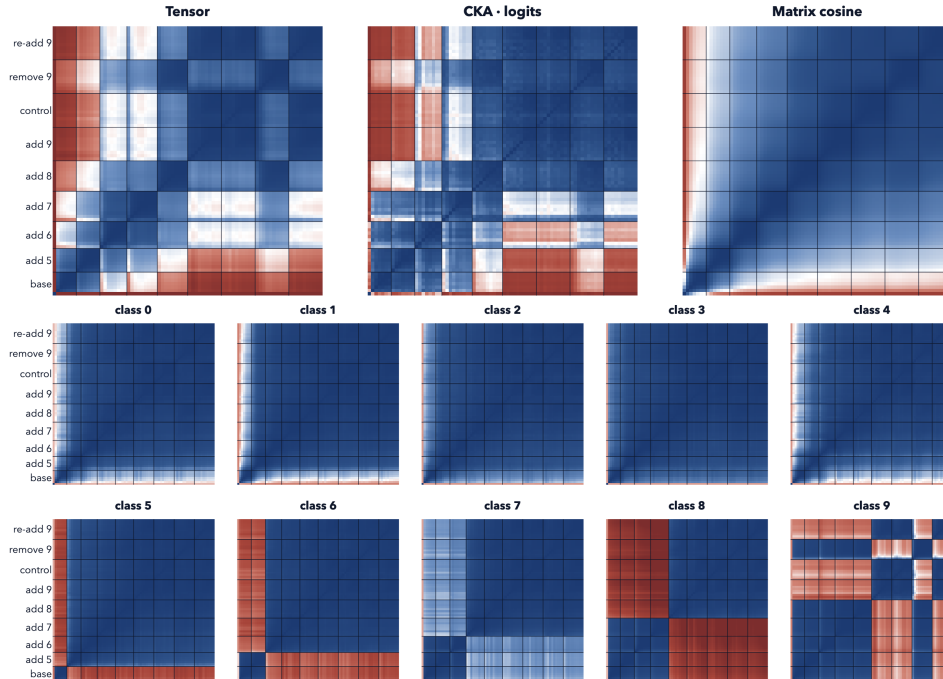 Tensor
CKA · logits
Matrix cosine
re-add 9
remove 9
control
add 9
add 8
add 7
add 6
add 5
base
class 0
class 1
class 2
class 3
class 4
re-add 9
remove 9
control
add 9
add 8
add 7
add 6
add 5
base
class 5
class 6
class 7
class 8
class 9
re-add 9
remove 9
control
add 9
add 8
add 7
add 6
add 5
base